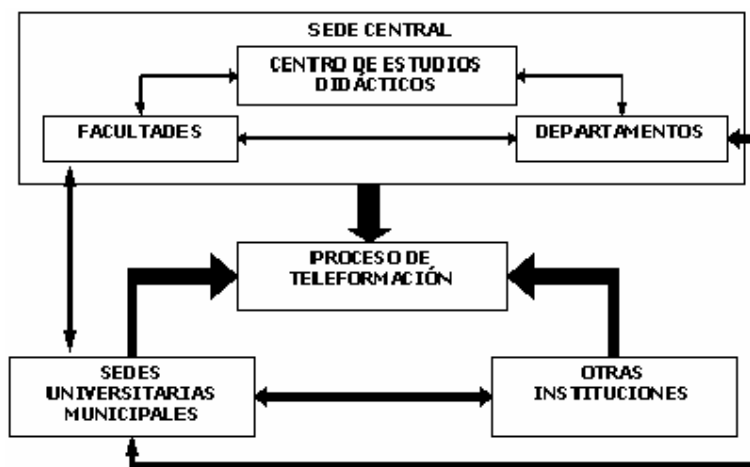 SEDE CENTRAL
CENTRO DE ESTUDIOS
DIDÁCTICOS
FACULTADES
DEPARTAMENTOS
PROCESO DE
TELEFORMACIÓN
SEDES
UNIVERSITARIAS
MUNICIPALES
OTRAS
INSTITUCIONES